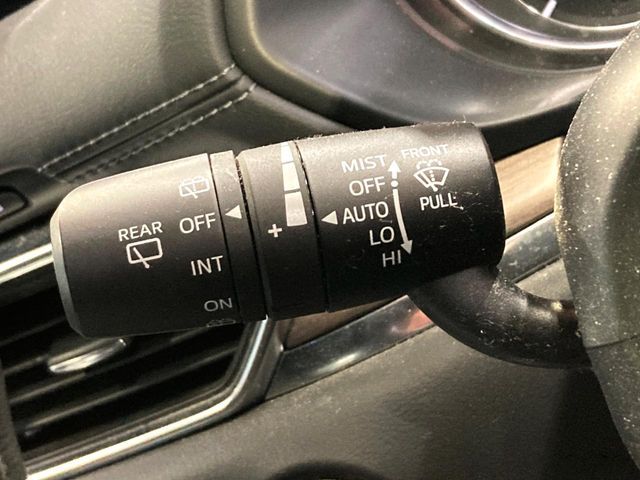 REAR
OFF
INT
ON
+
MIST
OFF
AUTO
LO
HI
FRONT
PULL